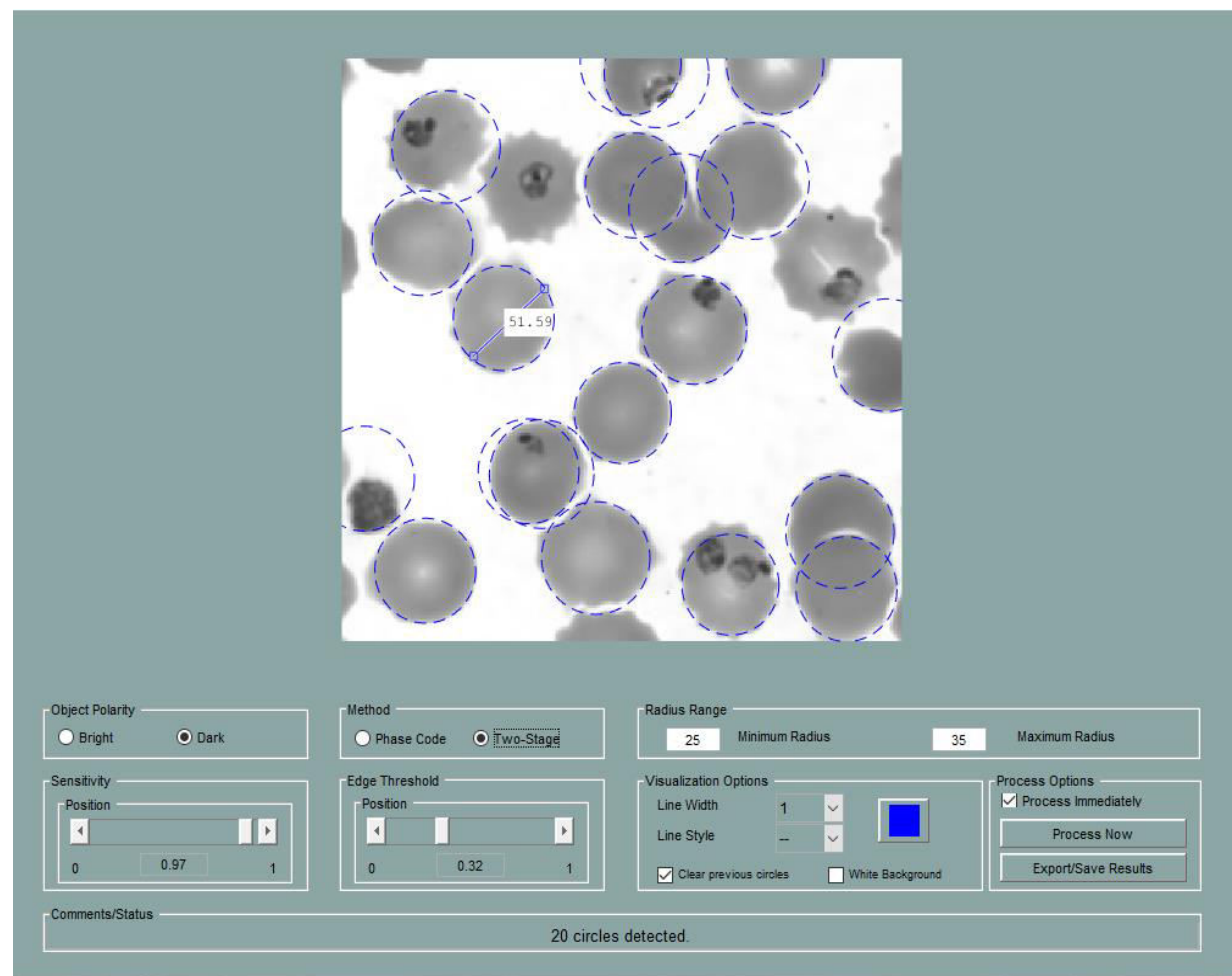 51.59
Object Polarity
Bright
Dark
Method
Phase Code
Two-Stage
Radius Range
25
Minimum Radius
35
Maximum Radius
Sensitivity
Position
0
0.97
1
Edge Threshold
Position
0
0.32
1
Visualization Options
Line Width
1
Line Style
--
Clear previous circles
White Background
Process Options
Process Immediately
Process Now
Export/Save Results
Comments/Status
20 circles detected.